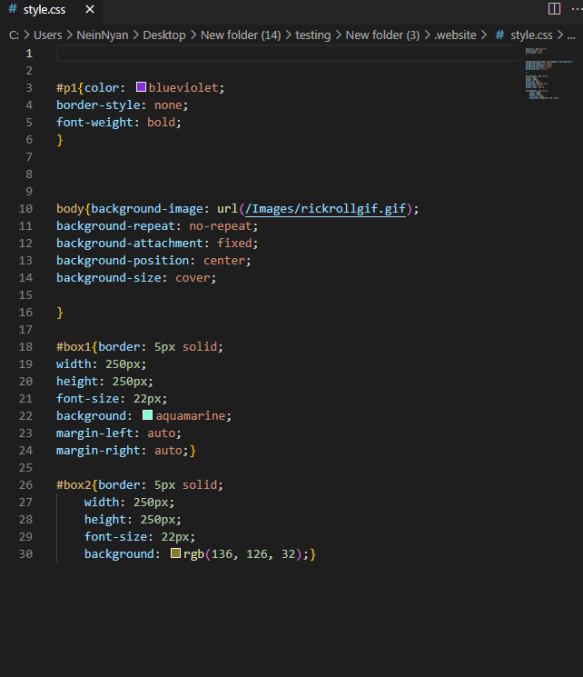 # style.css ×
C: > Users > NeinNyan > Desktop > New folder (14) > testing > New folder (3) > .website > # style.css > ...
1
2
3 #p1{color: blueviolet;
4 border-style: none;
5 font-weight: bold;
6 }
7
8
9
10 body{background-image: url(/Images/rickrollgif.gif);
11 background-repeat: no-repeat;
12 background-attachment: fixed;
13 background-position: center;
14 background-size: cover;
15
16 }
17
18 #box1{border: 5px solid;
19 width: 250px;
20 height: 250px;
21 font-size: 22px;
22 background: aquamarine;
23 margin-left: auto;
24 margin-right: auto;}
25
26 #box2{border: 5px solid;
27     width: 250px;
28     height: 250px;
29     font-size: 22px;
30     background: rgb(136, 126, 32);}